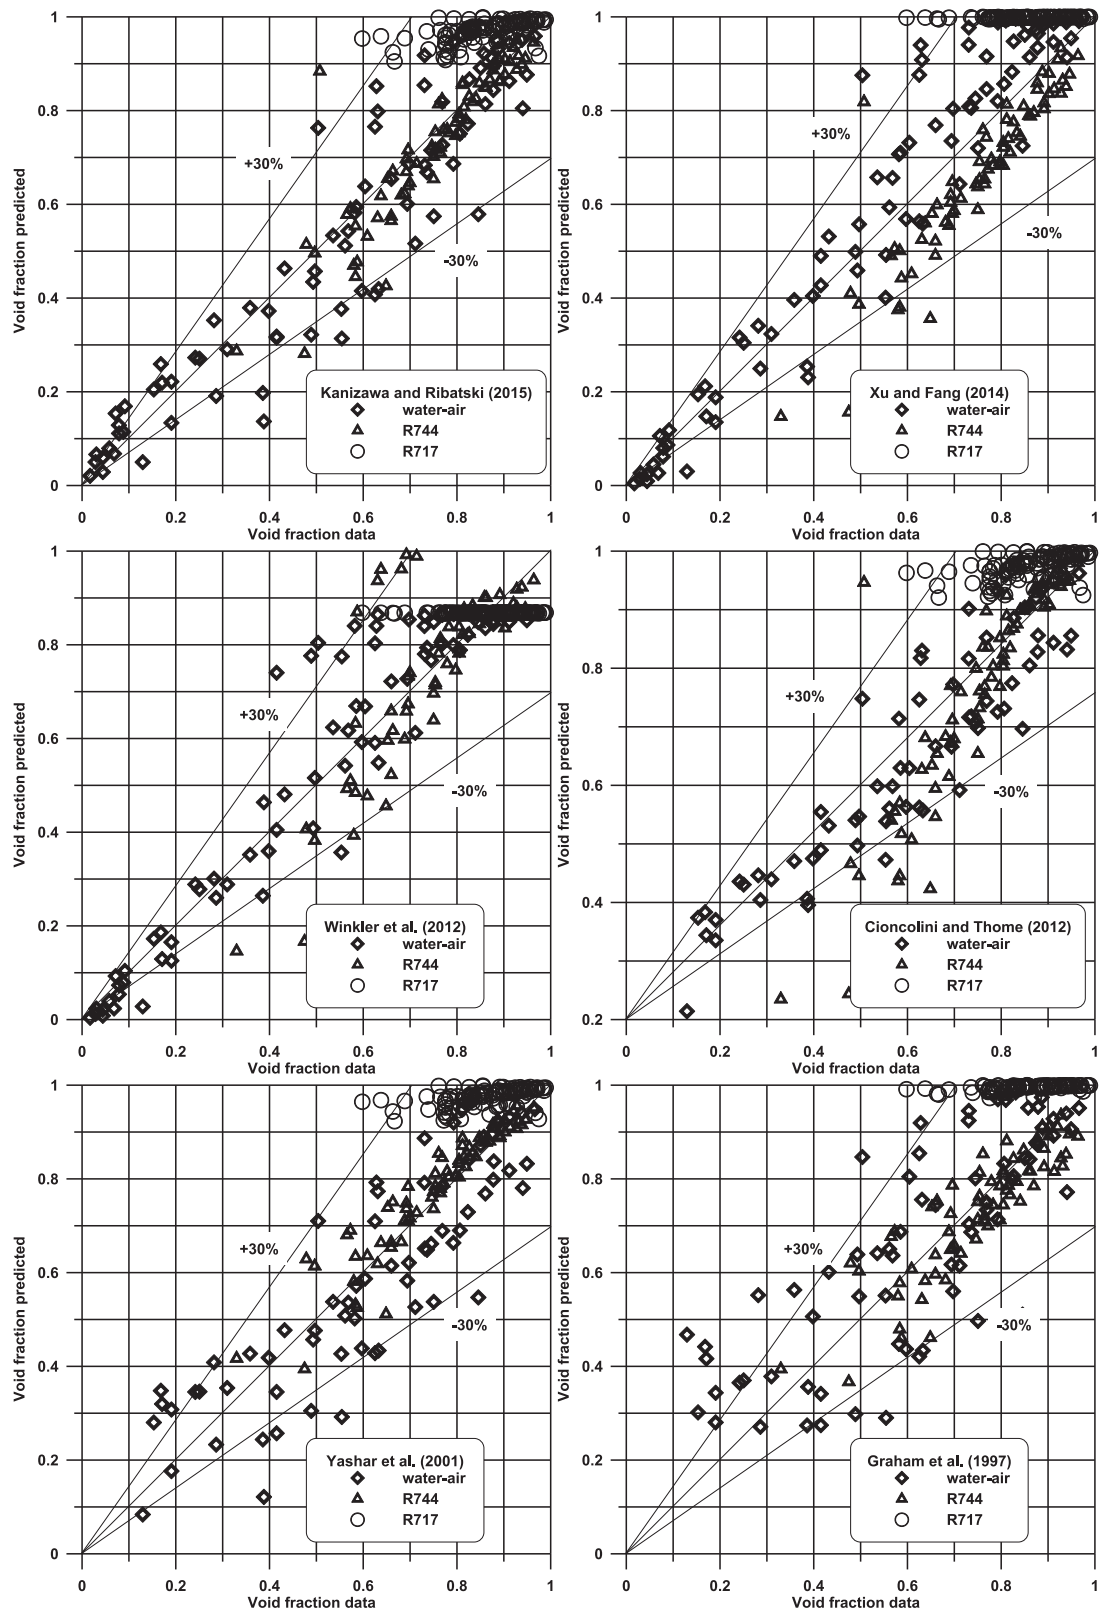 1
0.8
0.6
0.4
0.2
0
Void fraction predicted
+30%
-30%
Kanizawa and Ribatski (2015)
water-air
R744
R717
0 0.2 0.4 0.6 0.8 1
Void fraction data
1
0.8
0.6
0.4
0.2
0
Void fraction predicted
+30%
-30%
Xu and Fang (2014)
water-air
R744
R717
0 0.2 0.4 0.6 0.8 1
Void fraction data
1
0.8
0.6
0.4
0.2
0
Void fraction predicted
+30%
-30%
Winkler et al. (2012)
water-air
R744
R717
0 0.2 0.4 0.6 0.8 1
Void fraction data
1
0.8
0.6
0.4
0.2
Void fraction predicted
+30%
-30%
Cioncolini and Thome (2012)
water-air
R744
R717
0 0.2 0.4 0.6 0.8 1
Void fraction data
1
0.8
0.6
0.4
0.2
0
Void fraction predicted
+30%
-30%
Yashar et al. (2001)
water-air
R744
R717
0 0.2 0.4 0.6 0.8 1
Void fraction data
1
0.8
0.6
0.4
0.2
0
Void fraction predicted
+30%
-30%
Graham et al. (1997)
water-air
R744
R717
0 0.2 0.4 0.6 0.8 1
Void fraction data